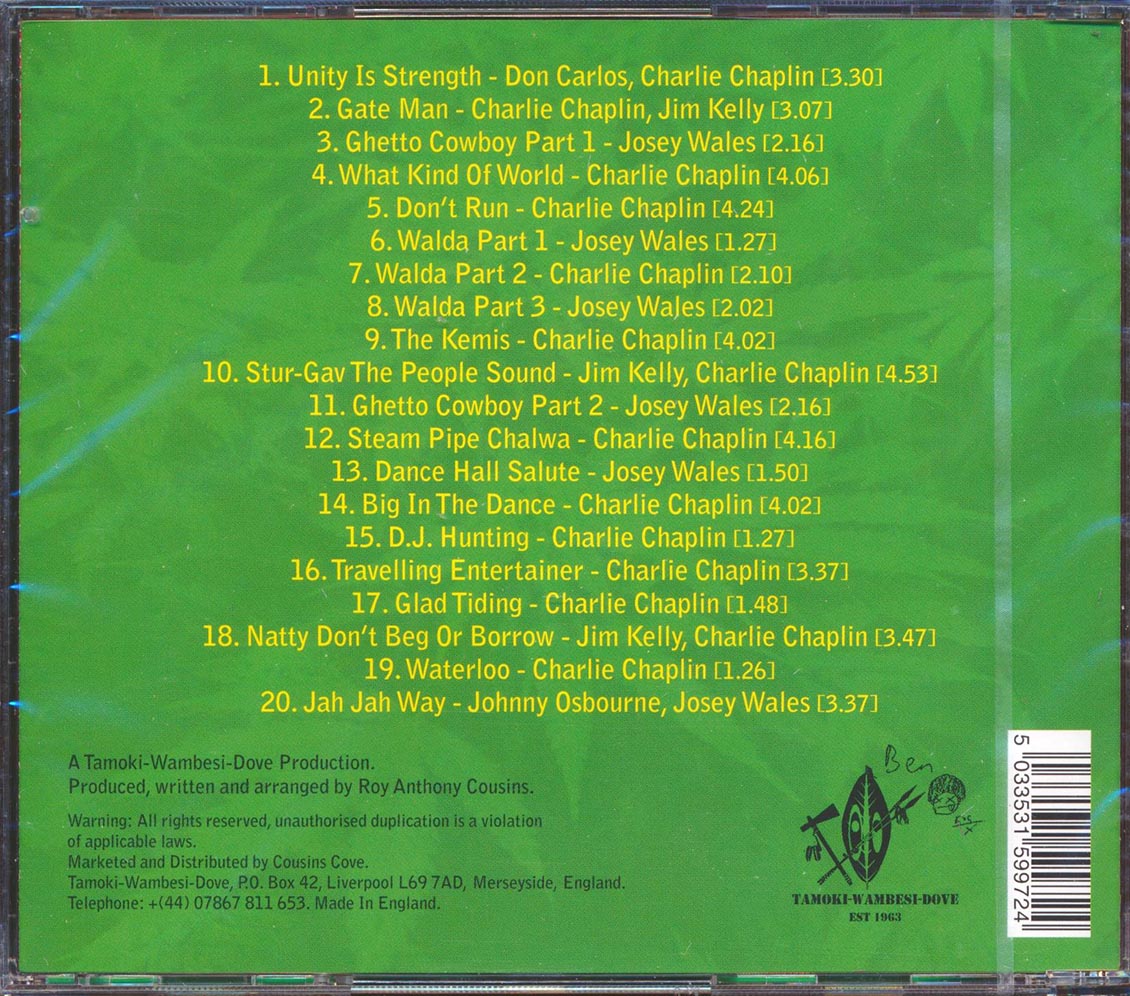 1. Unity Is Strength - Don Carlos, Charlie Chaplin [3.30]
2. Gate Man - Charlie Chaplin, Jim Kelly [3.07]
3. Ghetto Cowboy Part 1 - Josey Wales [2.16]
4. What Kind Of World - Charlie Chaplin [4.06]
5. Don't Run - Charlie Chaplin [4.24]
6. Walda Part 1 - Josey Wales [1.27]
7. Walda Part 2 - Charlie Chaplin [2.10]
8. Walda Part 3 - Josey Wales [2.02]
9. The Kemis - Charlie Chaplin [4.02]
10. Stur-Gav The People Sound - Jim Kelly, Charlie Chaplin [4.53]
11. Ghetto Cowboy Part 2 - Josey Wales [2.16]
12. Steam Pipe Chalwa - Charlie Chaplin [4.16]
13. Dance Hall Salute - Josey Wales [1.50]
14. Big In The Dance - Charlie Chaplin [4.02]
15. D.J. Hunting - Charlie Chaplin [1.27]
16. Travelling Entertainer - Charlie Chaplin [3.37]
17. Glad Tiding - Charlie Chaplin [1.48]
18. Natty Don't Beg Or Borrow - Jim Kelly, Charlie Chaplin [3.47]
19. Waterloo - Charlie Chaplin [1.26]
20. Jah Jah Way - Johnny Osbourne, Josey Wales [3.37]
A Tamoki-Wambesi-Dove Production.
Produced, written and arranged by Roy Anthony Cousins.
Warning: All rights reserved, unauthorised duplication is a violation
of applicable laws.
Marketed and Distributed by Cousins Cove.
Tamoki-Wambesi-Dove, P.O. Box 42, Liverpool L69 7AD, Merseyside, England.
Telephone: +(44) 07867 811 653. Made In England.
Ben
TAMOKI-WAMBESI-DOVE
EST 1963
5 033531 599724